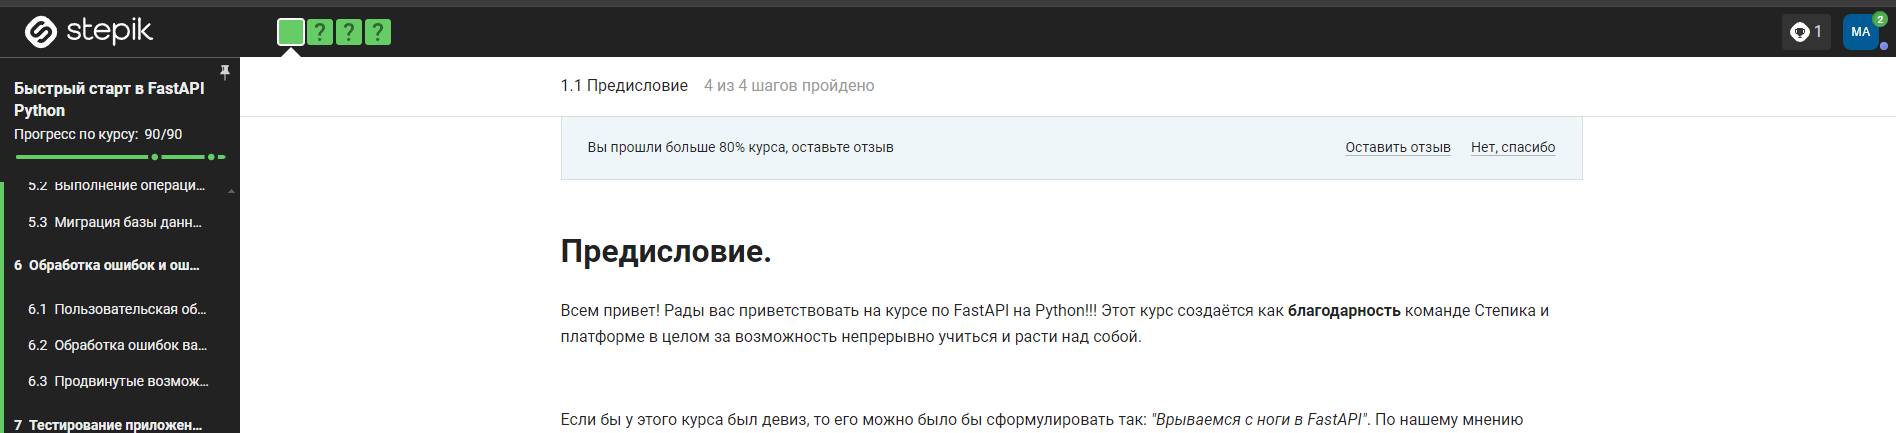 stepik
? ? ?
1
MA
2
Быстрый старт в FastAPI
Python
Прогресс по курсу: 90/90
5.2 Выполнение операци...
5.3 Миграция базы данн...
6 Обработка ошибок и ош...
6.1 Пользовательская об...
6.2 Обработка ошибок ва...
6.3 Продвинутые возмож...
7 Тестирование приложен...
1.1 Предисловие 4 из 4 шагов пройдено
Вы прошли больше 80% курса, оставьте отзыв Оставить отзыв Нет, спасибо
Предисловие.
Всем привет! Рады вас приветствовать на курсе по FastAPI на Python!!! Этот курс создаётся как благодарность команде Степика и
платформе в целом за возможность непрерывно учиться и расти над собой.
Если бы у этого курса был девиз, то его можно было бы сформулировать так: "Врываемся с ноги в FastAPI". По нашему мнению